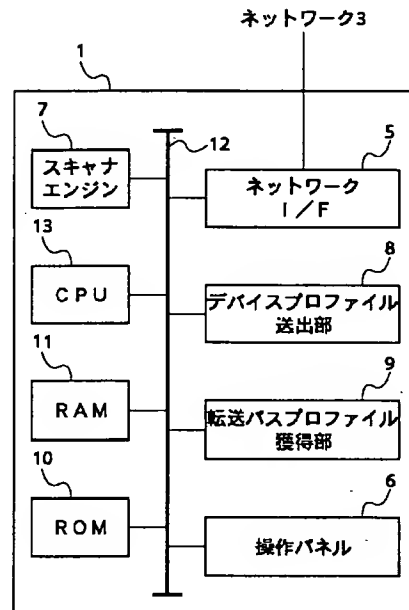 ネットワーク3
1
7
スキャナ
エンジン
12
5
ネットワーク
I/F
13
CPU
8
デバイスプロファイル
送出部
11
RAM
9
転送パスプロファイル
獲得部
10
ROM
6
操作パネル